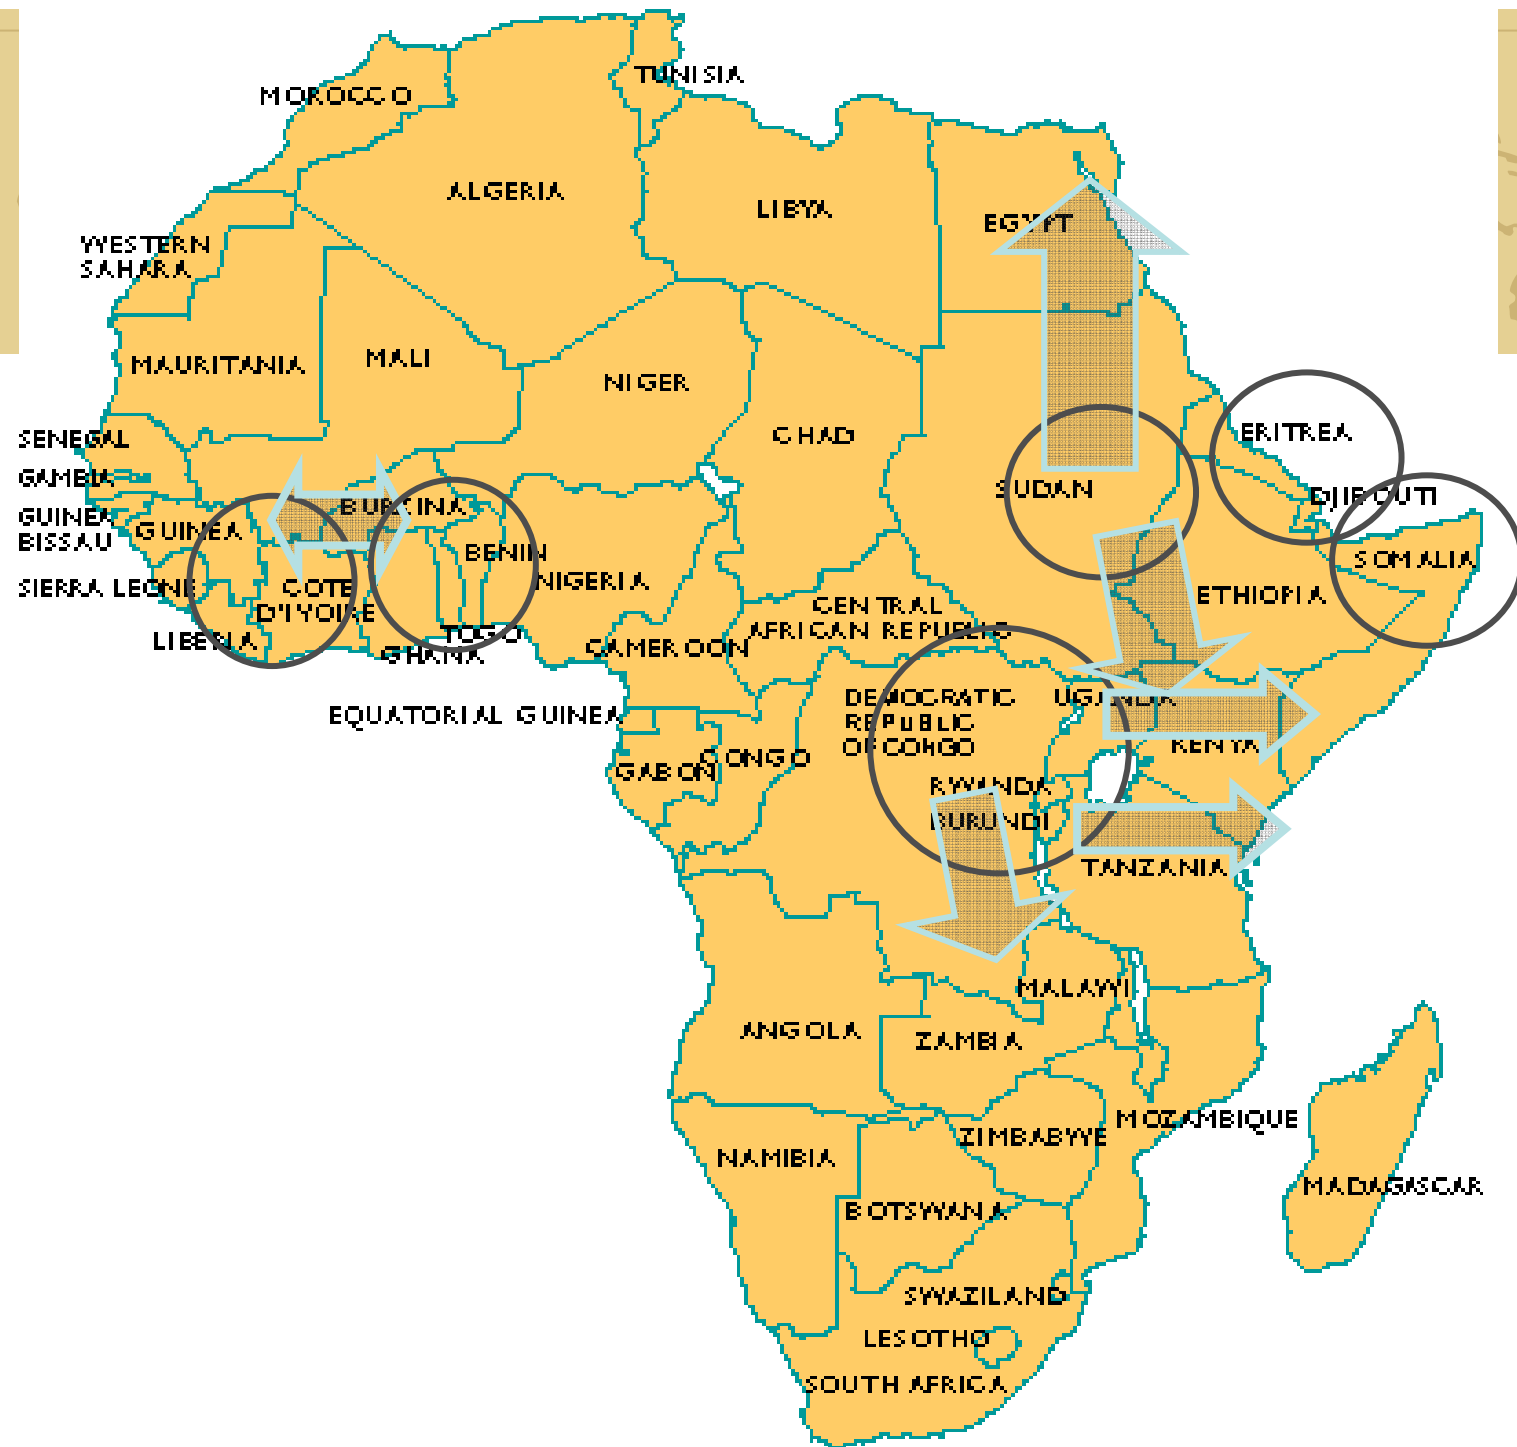 TUNISIA
MOROCCO
ALGERIA
LIBYA
EGYPT
WESTERN
SAHARA
MAURITANIA
MALI
NIGER
CHAD
SENEGAL
ERITREA
GAMBIA
SUDAN
DJIBOUTI
BURKINA
GUINEA
BISSAU
GUINEA
BENIN
SOMALIA
NIGERIA
SIERRA LEONE
COTE
D'IVOIRE
ETHIOPIA
CENTRAL
AFRICAN REPUBLIC
LIBERIA
TOGO
GHANA
CAMEROON
DEMOCRATIC
REPUBLIC
OF CONGO
UGANDA
EQUATORIAL GUINEA
KENYA
GABON
CONGO
RWANDA
BURUNDI
TANZANIA
MALAWI
ANGOLA
ZAMBIA
MOZAMBIQUE
ZIMBABWE
NAMIBIA
MADAGASCAR
BOTSWANA
SWAZILAND
LESOTHO
SOUTH AFRICA